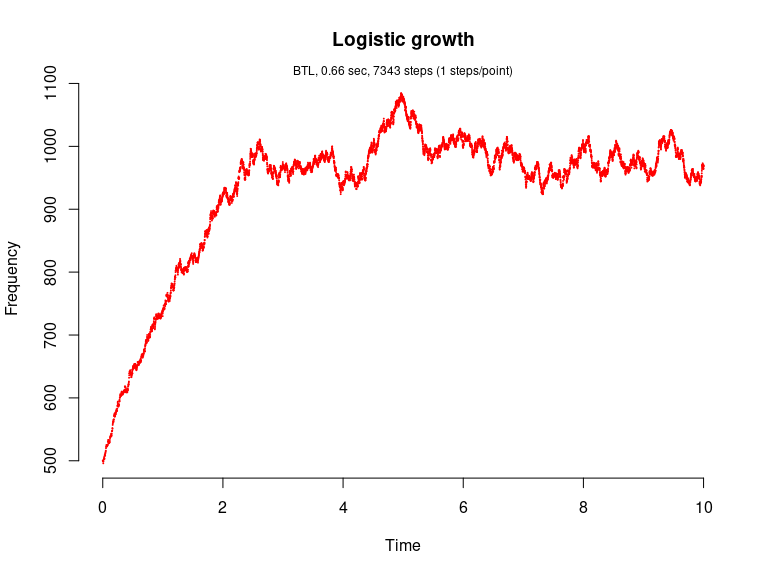 Logistic growth
BTL, 0.66 sec, 7343 steps (1 steps/point)
Frequency
1100
1000
900
800
700
600
500
0 2 4 6 8 10
Time